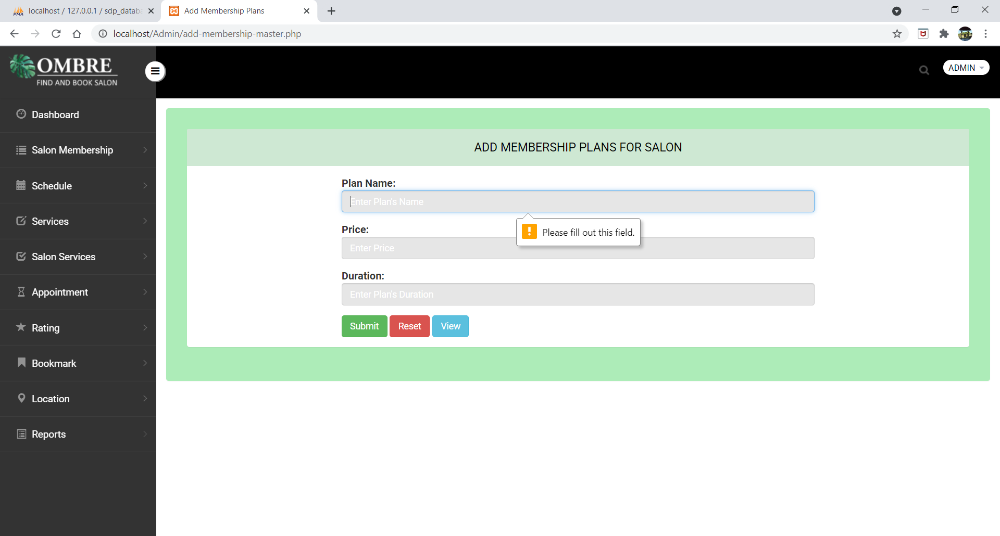 localhost / 127.0.0.1 / sdp_databa
Add Membership Plans
localhost/Admin/add-membership-master.php
OMBRE
FIND AND BOOK SALON
ADMIN
Dashboard
Salon Membership
Schedule
Services
Salon Services
Appointment
Rating
Bookmark
Location
Reports
ADD MEMBERSHIP PLANS FOR SALON
Plan Name:
Enter Plan's Name
Please fill out this field.
Price:
Enter Price
Duration:
Enter Plan's Duration
Submit Reset View